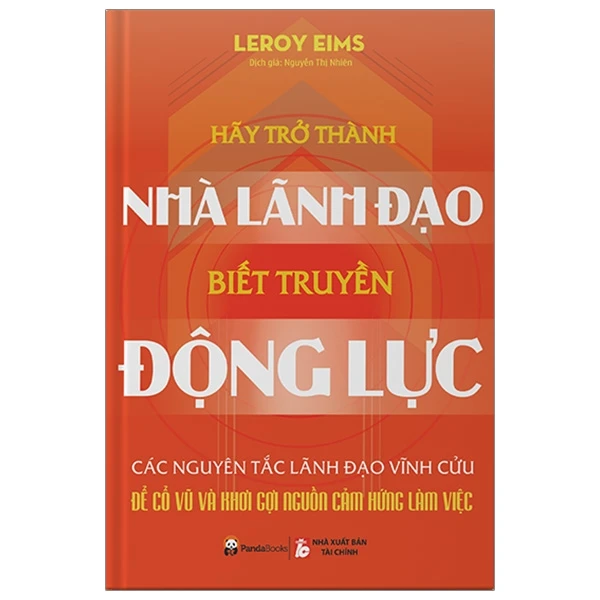 LEROY EIMS
Dịch giả: Nguyễn Thị Nhiên
HÃY TRỞ THÀNH
NHÀ LÃNH ĐẠO
BIẾT TRUYỀN
ĐỘNG LỰC
CÁC NGUYÊN TẮC LÃNH ĐẠO VĨNH CỬU
ĐỂ CỔ VŨ VÀ KHƠI GỢI NGUỒN CẢM HỨNG LÀM VIỆC
PandaBooks
NHÀ XUẤT BẢN
TÀI CHÍNH